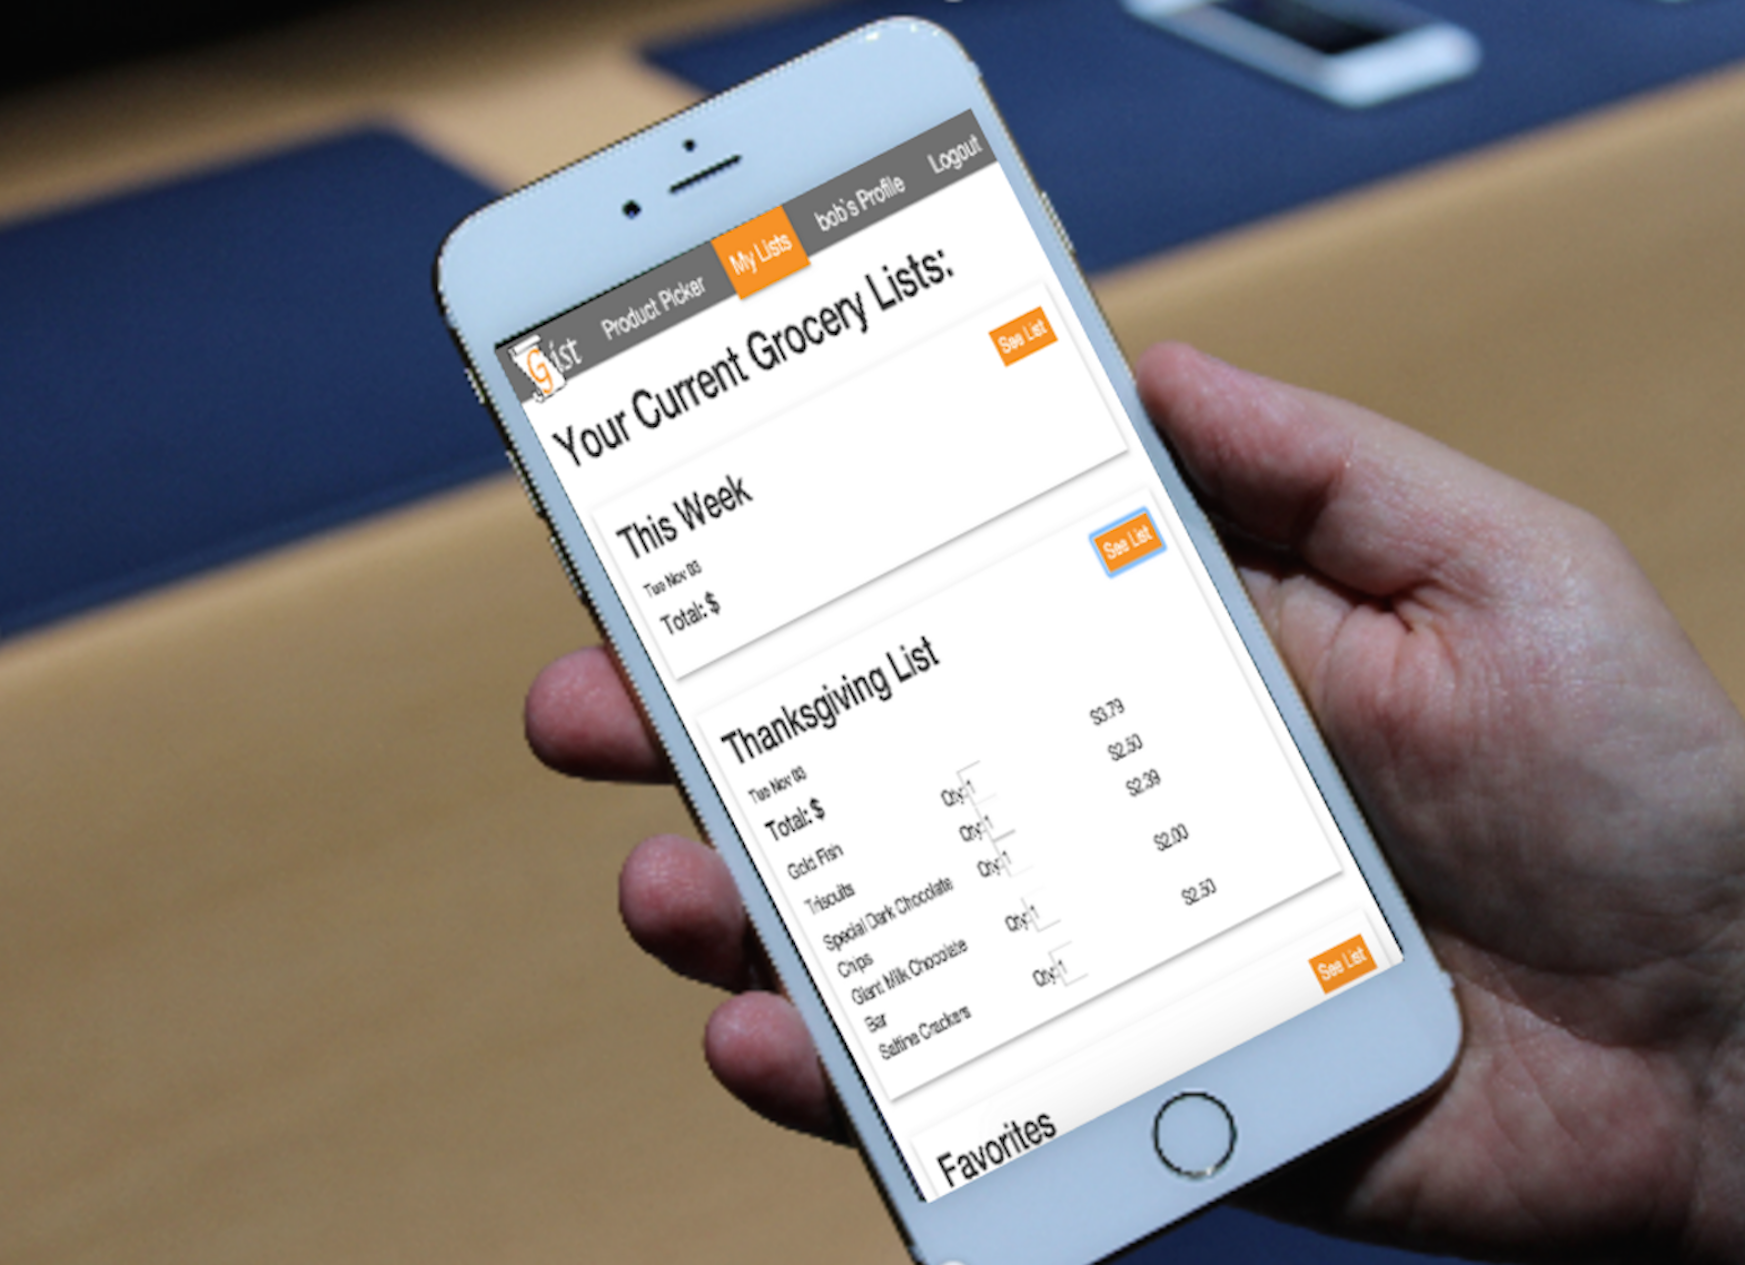 Gist Product Picker My Lists bob's Profile Logout
Your Current Grocery Lists:
See List
This Week
Tue Nov 03
Total: $
See List
Thanksgiving List
Tue Nov 03
Total: $
Gold Fish Qty: 1 $3.79
Triscuits Qty: 1 $2.50
Special Dark Chocolate Qty: 1 $2.39
Chips
Giant Milk Chocolate Qty: 1 $2.00
Bar
Saltine Crackers Qty: 1 $2.50
See List
Favorites